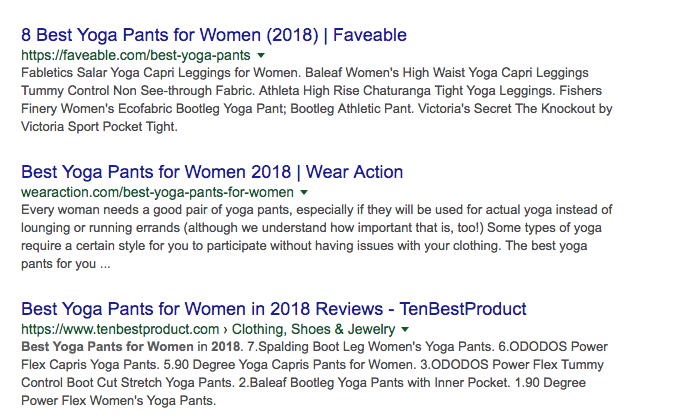 8 Best Yoga Pants for Women (2018) | Faveable
https://faveable.com/best-yoga-pants
Fabletics Salar Yoga Capri Leggings for Women. Baleaf Women's High Waist Yoga Capri Leggings
Tummy Control Non See-through Fabric. Athleta High Rise Chaturanga Tight Yoga Leggings. Fishers
Finery Women's Ecofabric Bootleg Yoga Pant; Bootleg Athletic Pant. Victoria's Secret The Knockout by
Victoria Sport Pocket Tight.
Best Yoga Pants for Women 2018 | Wear Action
wearaction.com/best-yoga-pants-for-women
Every woman needs a good pair of yoga pants, especially if they will be used for actual yoga instead of
lounging or running errands (although we understand how important that is, too!) Some types of yoga
require a certain style for you to participate without having issues with your clothing. The best yoga
pants for you ...
Best Yoga Pants for Women in 2018 Reviews - TenBestProduct
https://www.tenbestproduct.com › Clothing, Shoes & Jewelry
Best Yoga Pants for Women in 2018. 7.Spalding Boot Leg Women's Yoga Pants. 6.ODODOS Power
Flex Capris Yoga Pants. 5.90 Degree Yoga Capris Pants for Women. 3.ODODOS Power Flex Tummy
Control Boot Cut Stretch Yoga Pants. 2.Baleaf Bootleg Yoga Pants with Inner Pocket. 1.90 Degree
Power Flex Women's Yoga Pants.